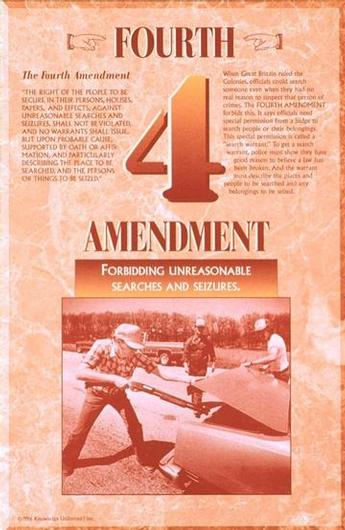 FOURTH
The Fourth Amendment
"THE RIGHT OF THE PEOPLE TO BE
SECURE IN THEIR PERSONS, HOUSES,
PAPERS, AND EFFECTS, AGAINST
UNREASONABLE SEARCHES AND
SEIZURES, SHALL NOT BE VIOLATED,
AND NO WARRANTS SHALL ISSUE,
BUT UPON PROBABLE CAUSE,
SUPPORTED BY OATH OR AFFIR-
MATION, AND PARTICULARLY
DESCRIBING THE PLACE TO BE
SEARCHED, AND THE PERSONS
OR THINGS TO BE SEIZED."
4
When Great Britain ruled the
Colonies, officials could search
someone even when they had no
real reason to suspect that person of
crimes. The FOURTH AMENDMENT
forbids this. It says officials need
special permission from a judge to
search people or their belongings.
This special permission is called a
"search warrant." To get a search
warrant, police must show they have
good reason to believe a law has
been broken. And the warrant
must describe the places and
people to be searched and any
belongings to be seized.
AMENDMENT
FORBIDDING UNREASONABLE
SEARCHES AND SEIZURES.
Knowledge Unlimited, Inc.